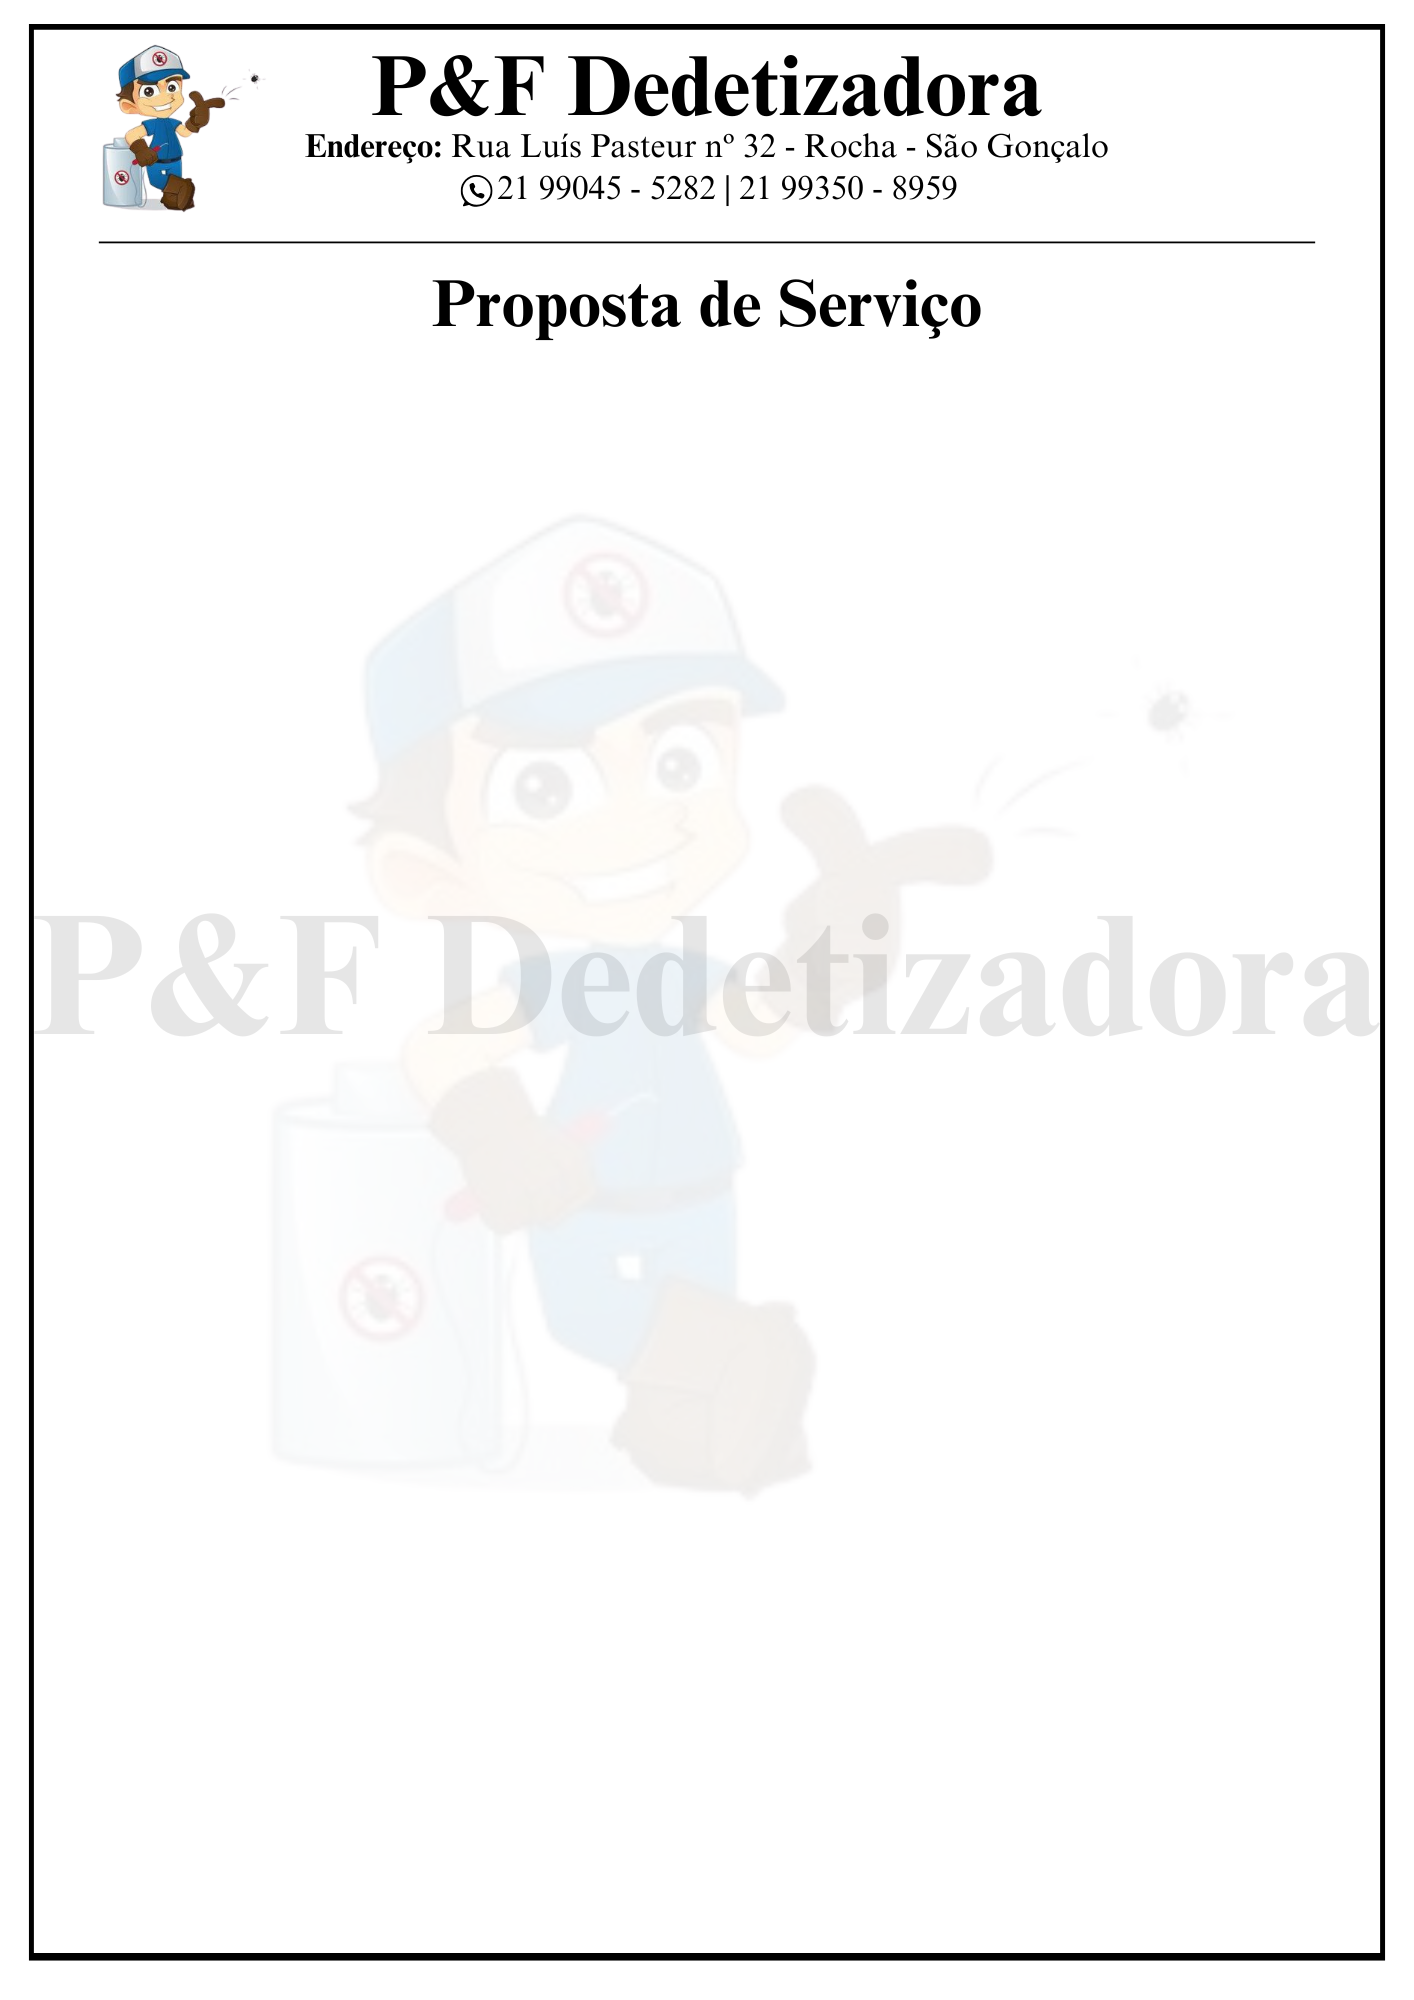 P&F Dedetizadora
Endereço: Rua Luís Pasteur nº 32 - Rocha - São Gonçalo
21 99045 - 5282 | 21 99350 - 8959
Proposta de Serviço
P&F Dedetizadora